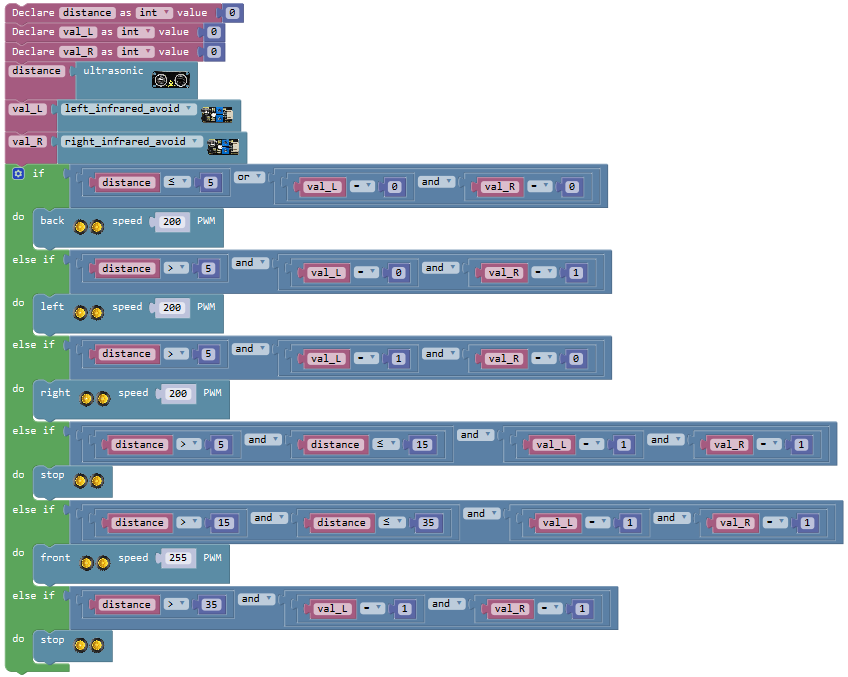 Declare distance as int value 0
Declare val_L as int value 0
Declare val_R as int value 0
distance ultrasonic
val_L left_infrared_avoid
val_R right_infrared_avoid
if distance ≤ 5 or val_L = 0 and val_R = 0
do back speed 200 PWM
else if distance > 5 and val_L = 0 and val_R = 1
do left speed 200 PWM
else if distance > 5 and val_L = 1 and val_R = 0
do right speed 200 PWM
else if distance > 5 and distance ≤ 15 and val_L = 1 and val_R = 1
do stop
else if distance > 15 and distance ≤ 35 and val_L = 1 and val_R = 1
do front speed 255 PWM
else if distance > 35 and val_L = 1 and val_R = 1
do stop